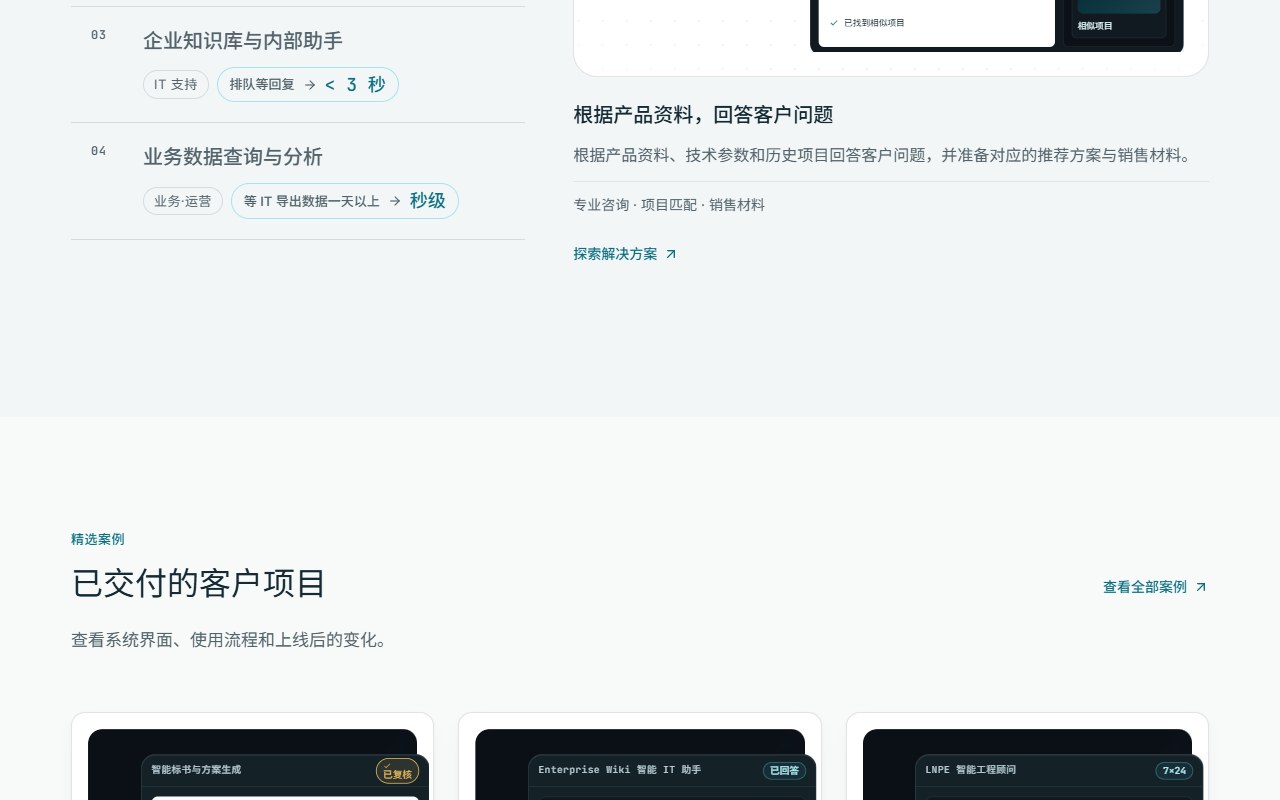 03
企业知识库与内部助手
IT 支持
排队等回复 → < 3 秒
04
业务数据查询与分析
业务·运营
等 IT 导出数据一天以上 → 秒级
✓ 已找到相似项目
相似项目
根据产品资料，回答客户问题
根据产品资料、技术参数和历史项目回答客户问题，并准备对应的推荐方案与销售材料。
专业咨询 · 项目匹配 · 销售材料
探索解决方案 ↗
精选案例
已交付的客户项目
查看全部案例 ↗
查看系统界面、使用流程和上线后的变化。
智能标书与方案生成
✓ 已复核
Enterprise Wiki 智能 IT 助手
已回答
LNPE 智能工程顾问
7×24